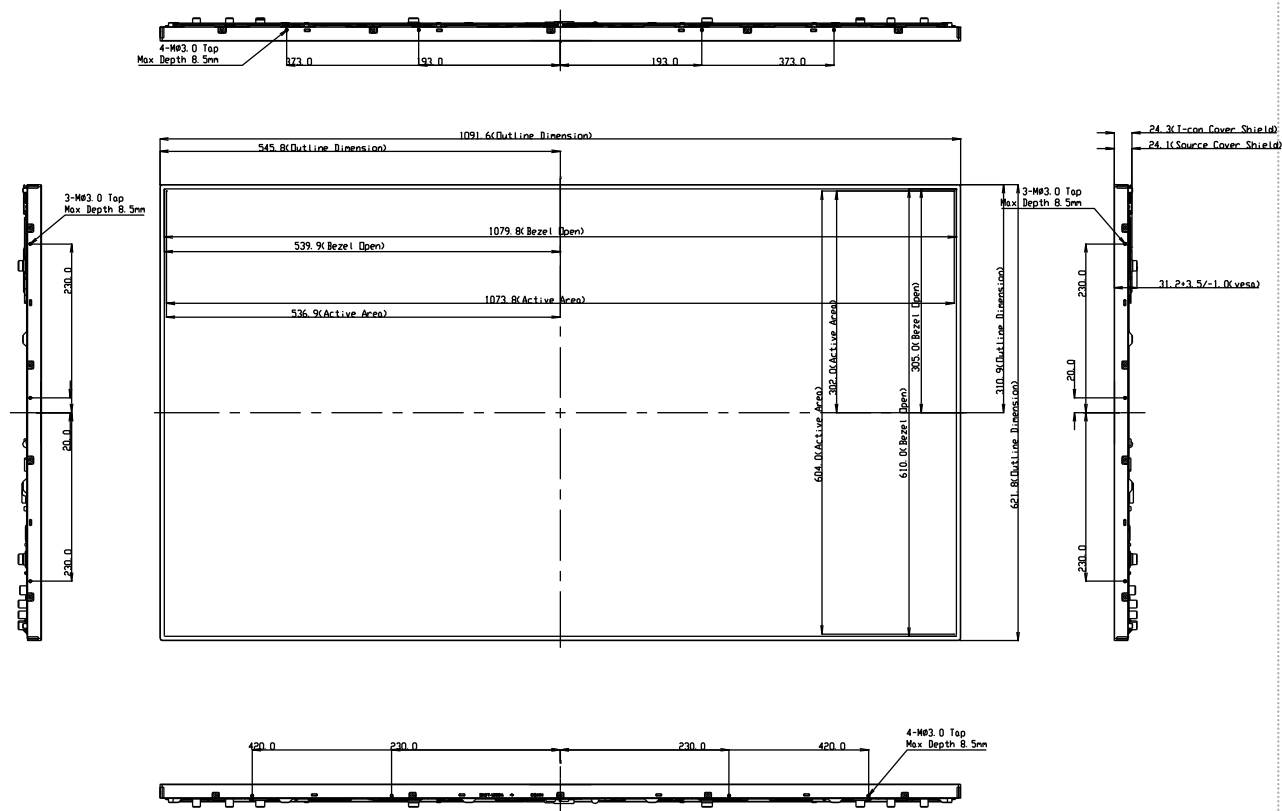 4-MØ3.0 Tap
Max Depth 8.5mm
373.0
193.0
193.0
373.0
1091.6(Outline Dimension)
545.8(Outline Dimension)
24.3(T-con Cover Shield)
24.1(Source Cover Shield)
3-MØ3.0 Tap
Max Depth 8.5mm
3-MØ3.0 Tap
Max Depth 8.5mm
1079.8(Bezel Open)
539.9(Bezel Open)
230.0
230.0
31.2+3.5/-1.0(vesa)
1073.8(Active Area)
536.9(Active Area)
302.0(Active Area)
305.0(Bezel Open)
310.9(Outline Dimension)
20.0
20.0
604.0(Active Area)
610.0(Bezel Open)
621.8(Outline Dimension)
230.0
230.0
4-MØ3.0 Tap
Max Depth 8.5mm
420.0
230.0
230.0
420.0